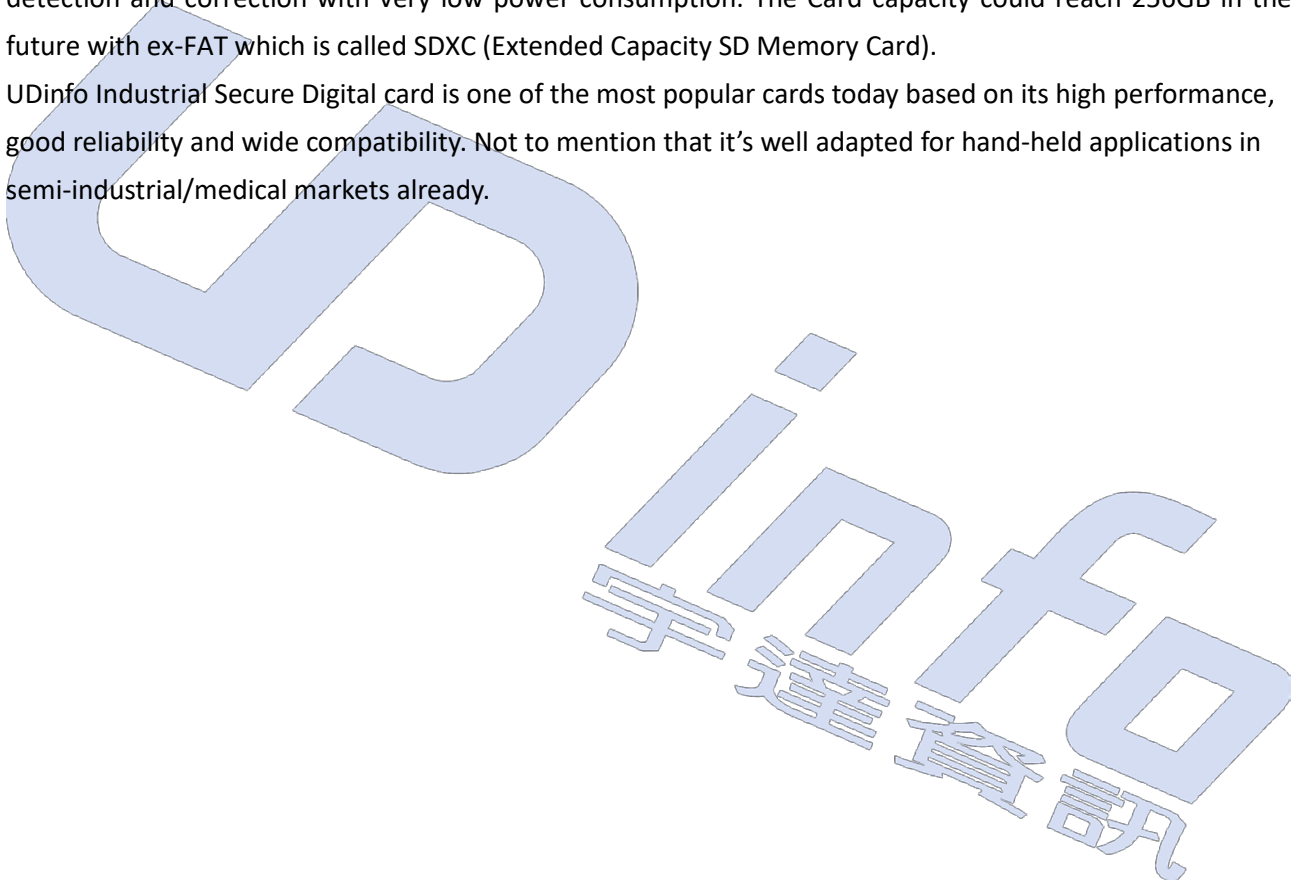 detection and correction with very low power consumption. The Card capacity could reach 256GB in the
future with ex-FAT which is called SDXC (Extended Capacity SD Memory Card).
UDinfo Industrial Secure Digital card is one of the most popular cards today based on its high performance,
good reliability and wide compatibility. Not to mention that it’s well adapted for hand-held applications in
semi-industrial/medical markets already.
UDinfo
宇達資訊